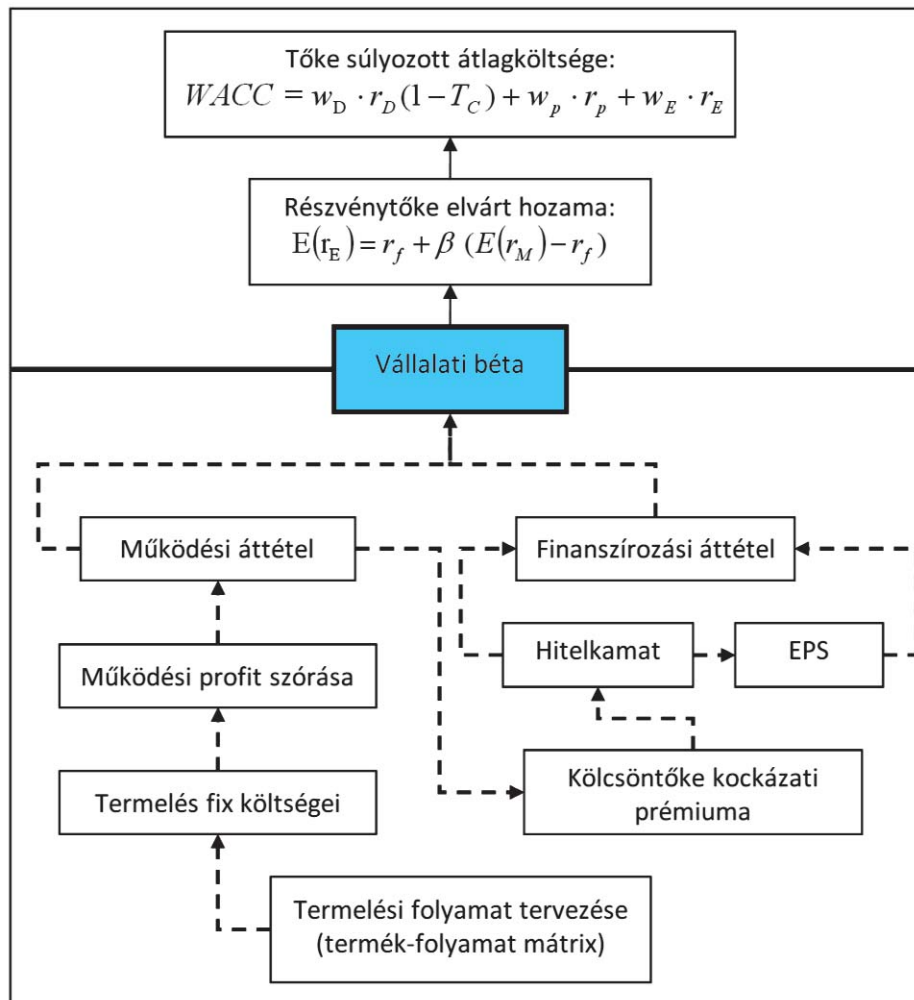 Tőke súlyozott átlagköltsége:
WACC = w_D · r_D (1 − T_C) + w_p · r_p + w_E · r_E
Részvénytőke elvárt hozama:
E(r_E) = r_f + β (E(r_M) − r_f)
Vállalati béta
Működési áttétel
Finanszírozási áttétel
Hitelkamat
EPS
Működési profit szórása
Kölcsöntőke kockázati
prémiuma
Termelés fix költségei
Termelési folyamat tervezése
(termék-folyamat mátrix)